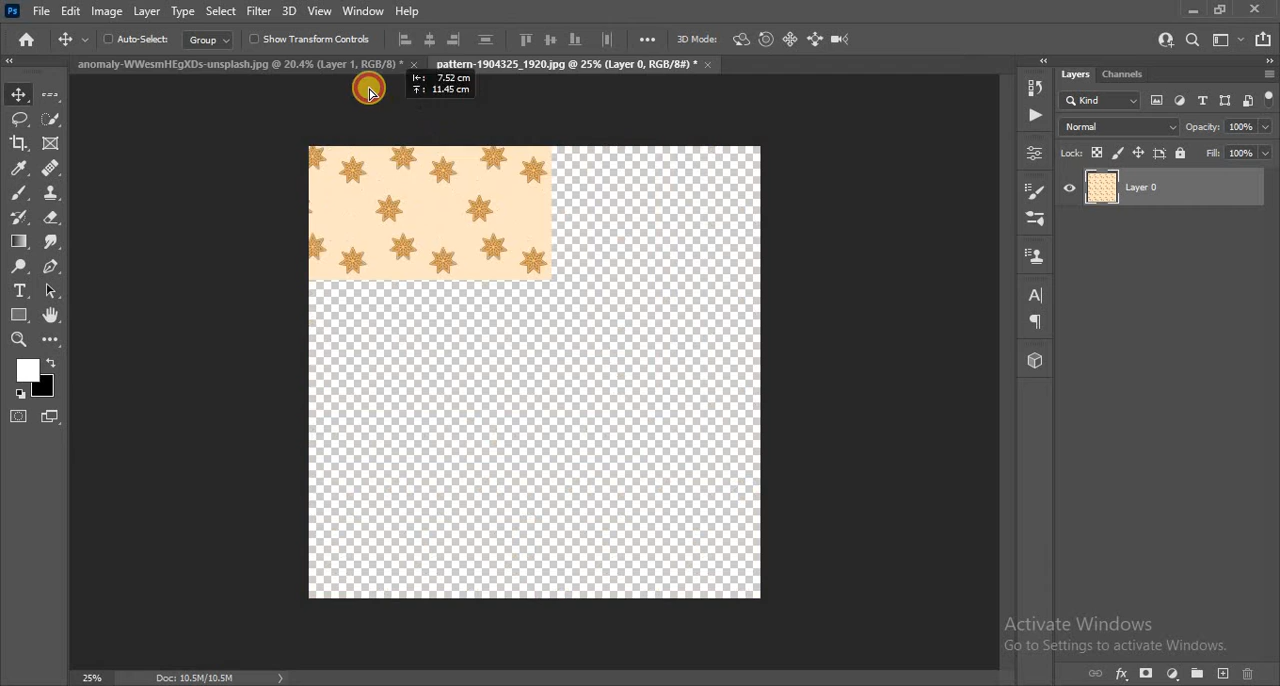 Ps File Edit Image Layer Type Select Filter 3D View Window Help
Auto-Select: Group Show Transform Controls 3D Mode:
anomaly-WWesmHEgXDs-unsplash.jpg @ 20.4% (Layer 1, RGB/8) * pattern-1904325_1920.jpg @ 25% (Layer 0, RGB/8#) *
7.52 cm
11.45 cm
Layers Channels
Kind
Normal Opacity: 100%
Lock: Fill: 100%
Layer 0
Activate Windows
Go to Settings to activate Windows.
25% Doc: 10.5M/10.5M